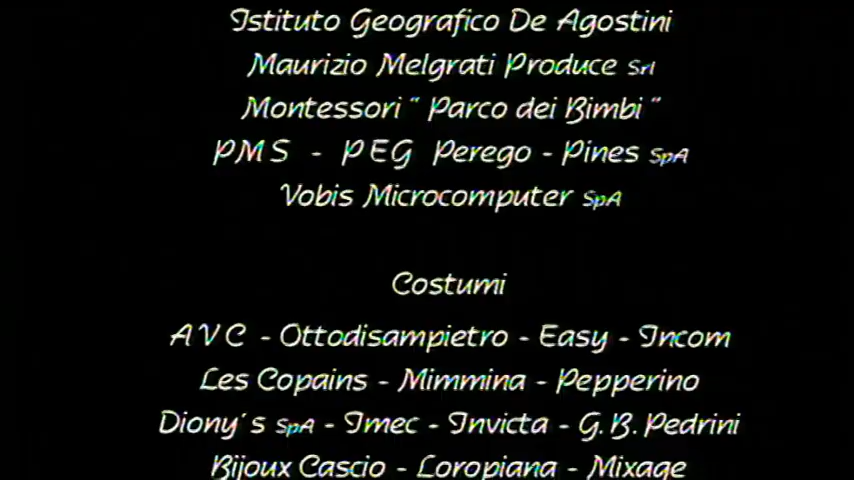 Istituto Geografico De Agostini
Maurizio Melgrati Produce Srl
Montessori " Parco dei Bimbi "
PMS - PEG Perego - Pines SpA
Vobis Microcomputer SpA
Costumi
AVC - Ottodisampietro - Easy - Incom
Les Copains - Mimmina - Pepperino
Diony's SpA - Imec - Invicta - G. B. Pedrini
Bijoux Cascio - Loropiana - Mixage